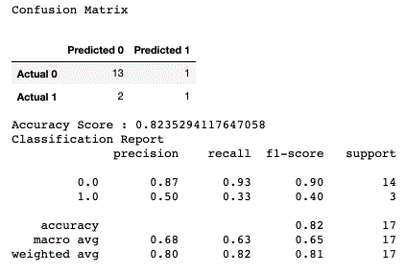 Confusion Matrix
Predicted 0 Predicted 1
Actual 0 13 1
Actual 1 2 1
Accuracy Score : 0.8235294117647058
Classification Report
precision recall f1-score support
0.0 0.87 0.93 0.90 14
1.0 0.50 0.33 0.40 3
accuracy 0.82 17
macro avg 0.68 0.63 0.65 17
weighted avg 0.80 0.82 0.81 17